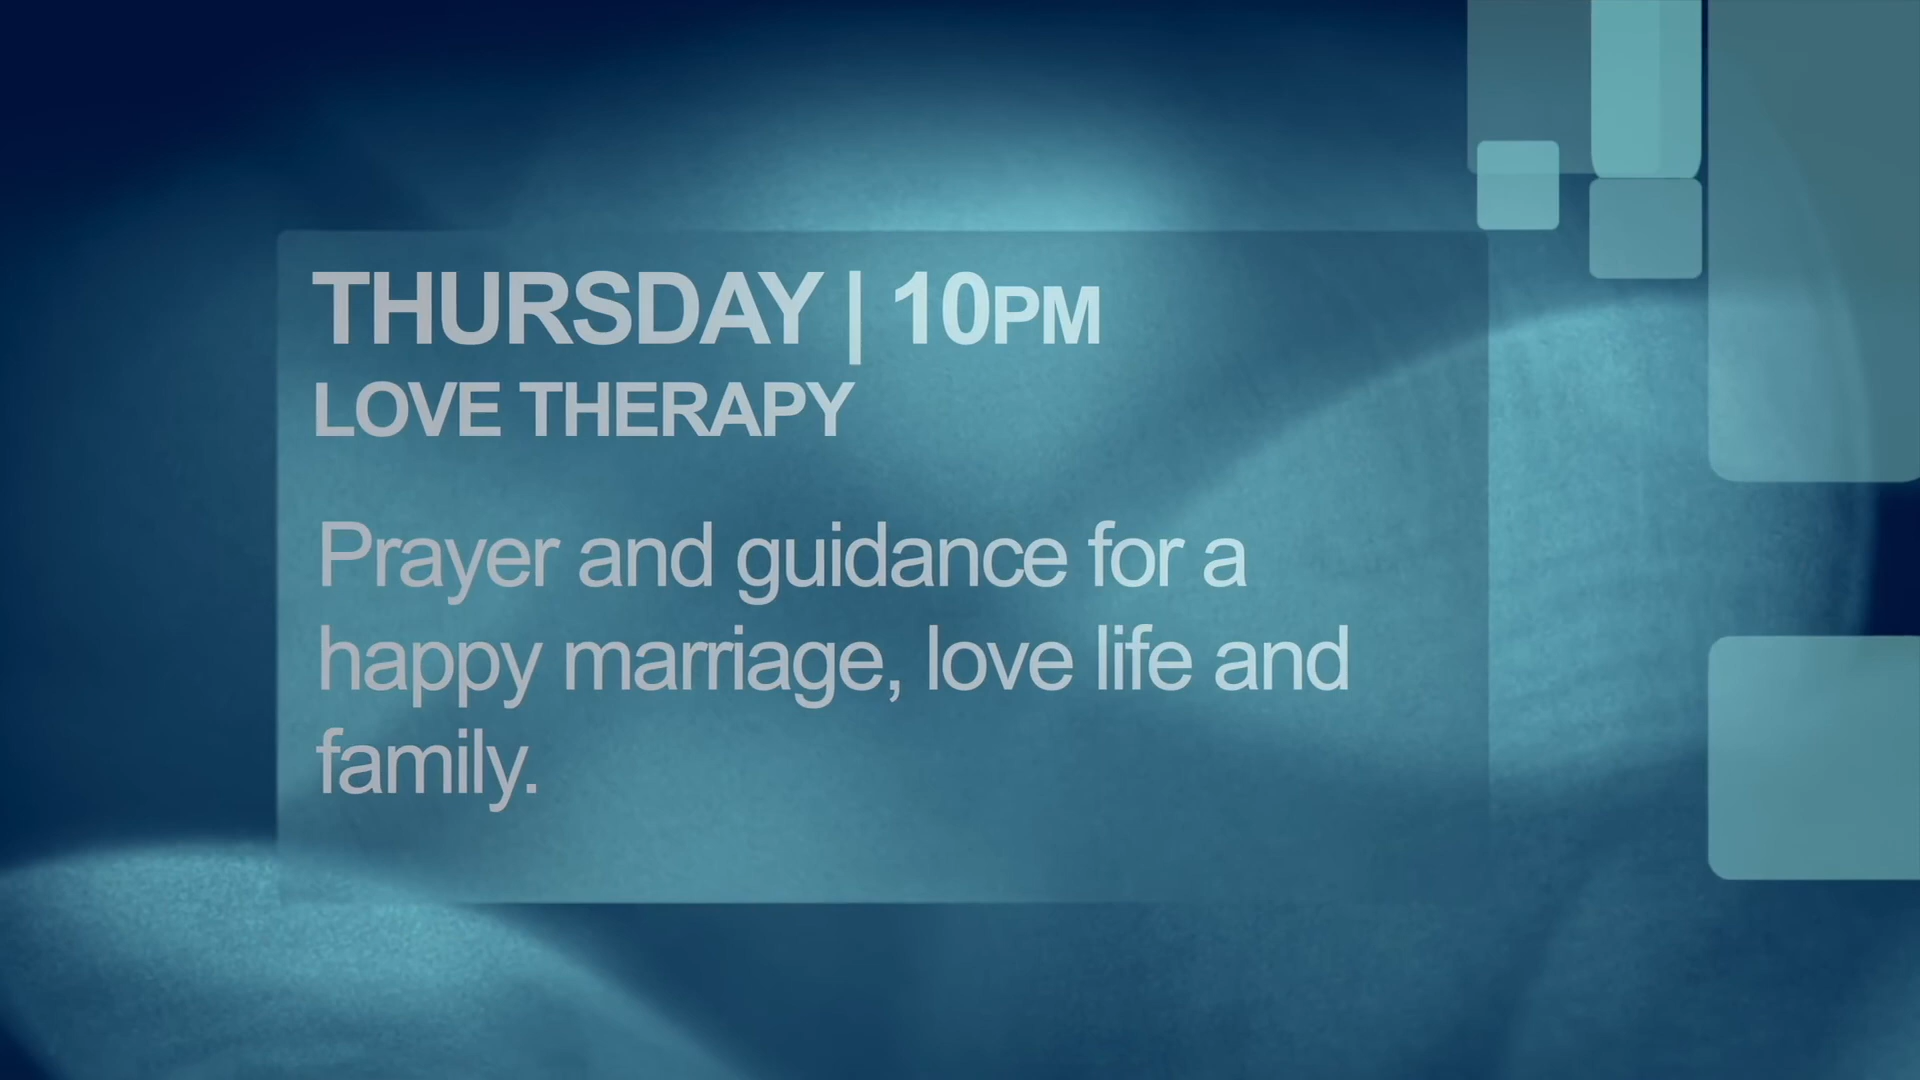 THURSDAY | 10PM
LOVE THERAPY
Prayer and guidance for a
happy marriage, love life and
family.